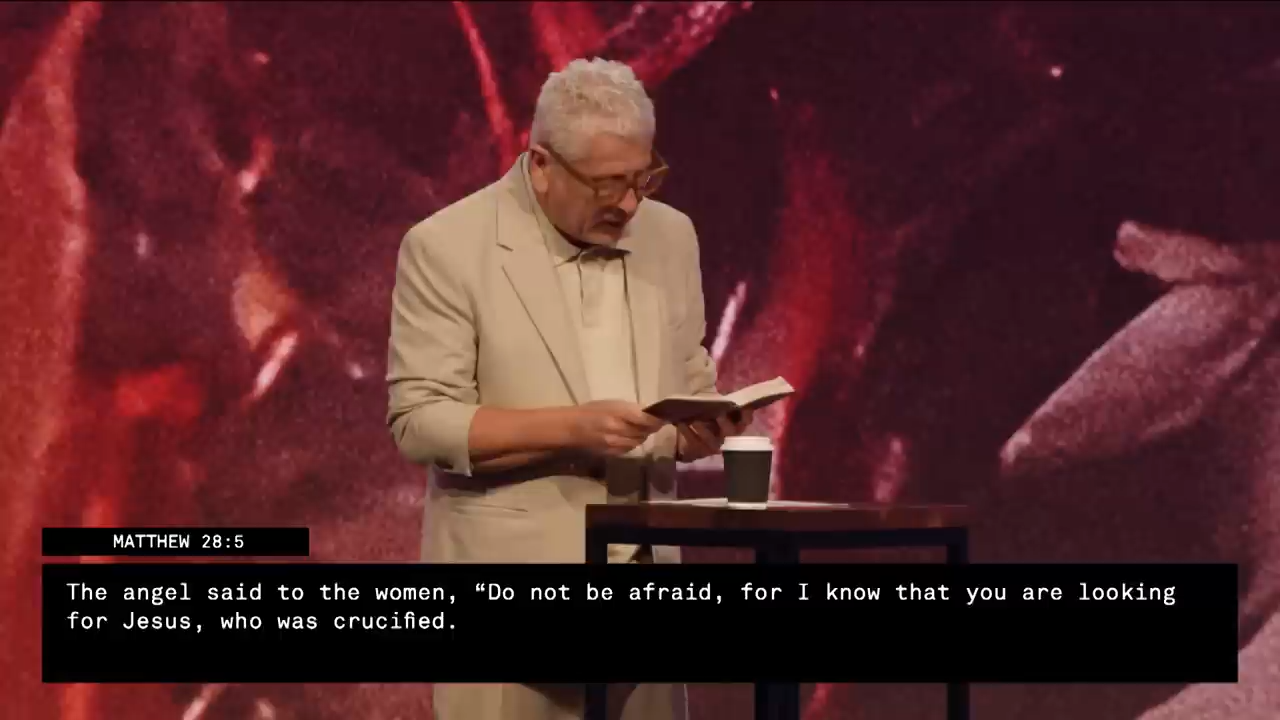 MATTHEW 28:5
The angel said to the women, “Do not be afraid, for I know that you are looking
for Jesus, who was crucified.